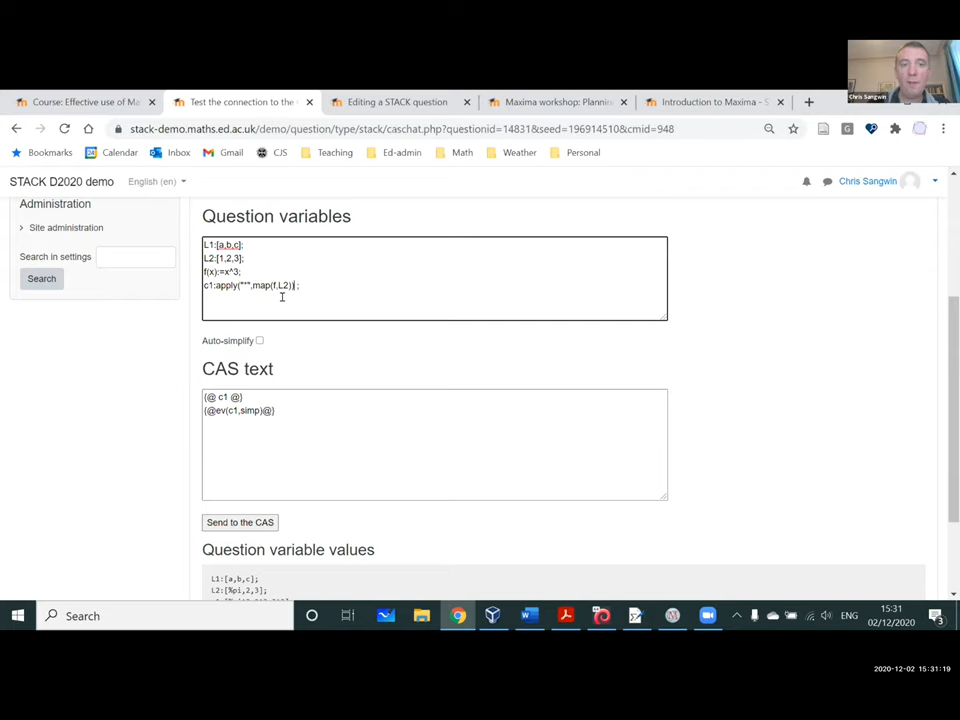 Chris Sangwin
Course: Effective use of Ma
Test the connection to the
Editing a STACK question
Maxima workshop: Plannin
Introduction to Maxima - S
stack-demo.maths.ed.ac.uk/demo/question/type/stack/caschat.php?questionid=14831&seed=196914510&cmid=948
Bookmarks
Calendar
Inbox
Gmail
CJS
Teaching
Ed-admin
Math
Weather
Personal
STACK D2020 demo
English (en)
Chris Sangwin
Administration
Site administration
Search in settings
Search
Question variables
L1:[a,b,c];
L2:[1,2,3];
f(x):=x^3;
c1:apply("*",map(f,L2)) ;
Auto-simplify
CAS text
{@ c1 @}
{@ev(c1,simp)@}
Send to the CAS
Question variable values
L1:[a,b,c];
L2:[%pi,2,3];
Search
ENG
15:31
02/12/2020
3
2020-12-02 15:31:19